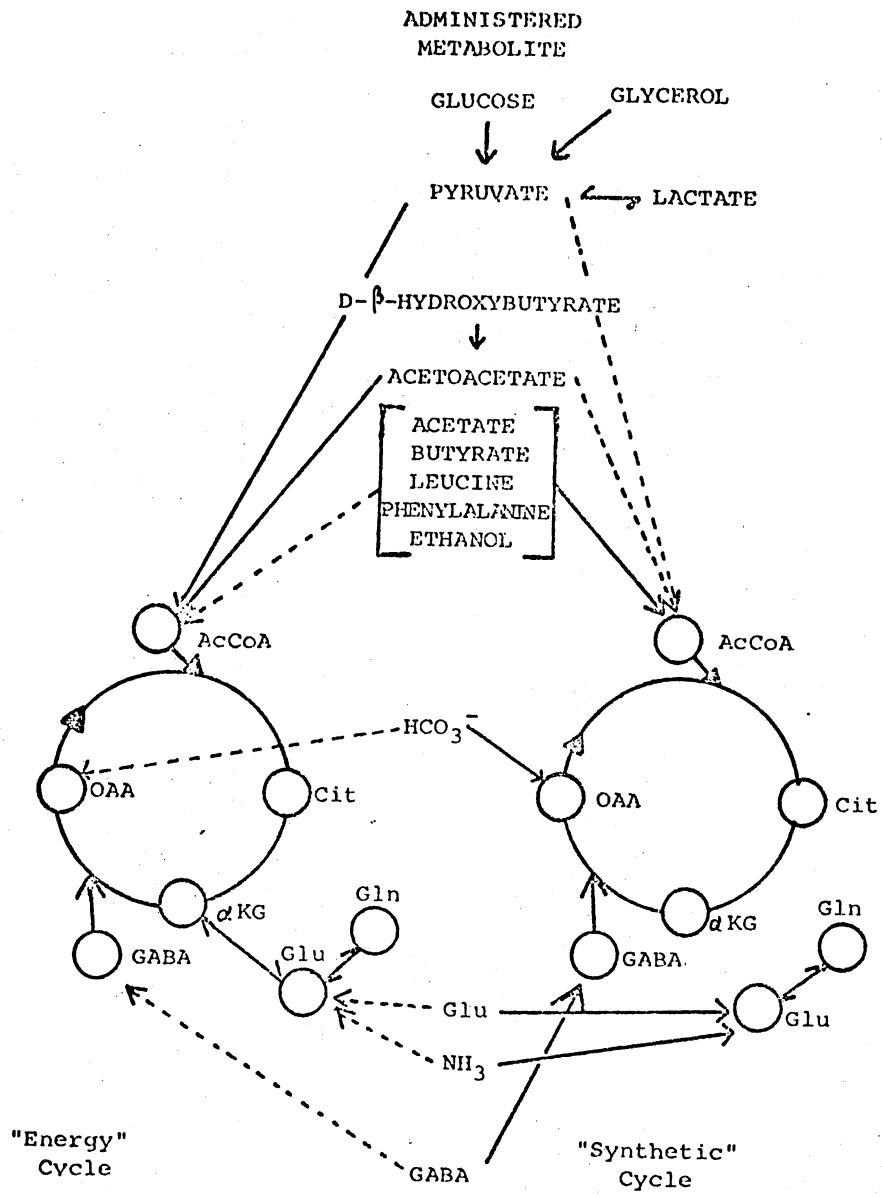 ADMINISTERED
METABOLITE
GLUCOSE
GLYCEROL
PYRUVATE
LACTATE
D-β-HYDROXYBUTYRATE
ACETOACETATE
ACETATE
BUTYRATE
LEUCINE
PHENYLALANINE
ETHANOL
AcCoA
AcCoA
HCO₃⁻
OAA
Cit
OAA
Cit
αKG
Gln
αKG
Gln
GABA
Glu
GABA
Glu
Glu
NH₃
"Energy"
Cycle
GABA
"Synthetic"
Cycle